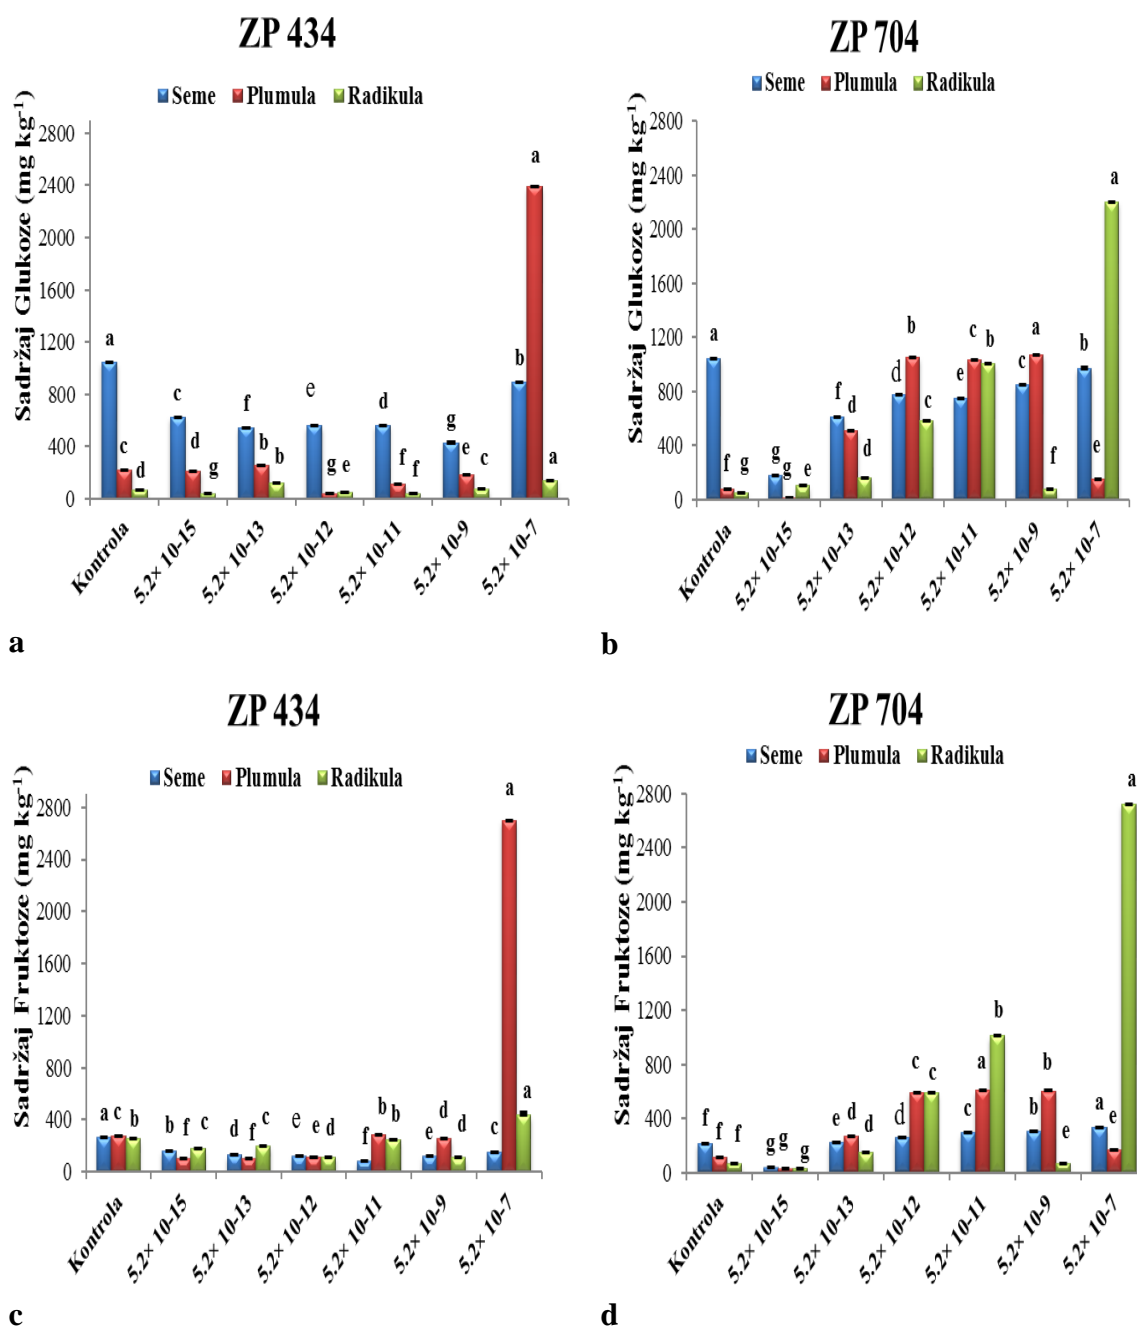 ZP 434
Seme Plumula Radikula
Sadržaj Glukoze (mg kg⁻¹)
2800
2400
2000
1600
1200
800
400
0
a c d
c d g
f b b
e g e
d f f
g e c
b a a
Kontrola
5.2× 10-15
5.2× 10-13
5.2× 10-12
5.2× 10-11
5.2× 10-9
5.2× 10-7
a
ZP 704
Seme Plumula Radikula
Sadržaj Glukoze (mg kg⁻¹)
2800
2400
2000
1600
1200
800
400
0
a f g
g g e
f d d
d b c
e c b
c a f
b e a
Kontrola
5.2× 10-15
5.2× 10-13
5.2× 10-12
5.2× 10-11
5.2× 10-9
5.2× 10-7
b
ZP 434
Seme Plumula Radikula
Sadržaj Fruktoze (mg kg⁻¹)
2800
2400
2000
1600
1200
800
400
0
a c b
b f c
d f c
e e d
f b b
e d d
c a a
Kontrola
5.2× 10-15
5.2× 10-13
5.2× 10-12
5.2× 10-11
5.2× 10-9
5.2× 10-7
c
ZP 704
Seme Plumula Radikula
Sadržaj Fruktoze (mg kg⁻¹)
2800
2400
2000
1600
1200
800
400
0
f f f
g g g
e d d
d c c
c a b
b b e
a e a
Kontrola
5.2× 10-15
5.2× 10-13
5.2× 10-12
5.2× 10-11
5.2× 10-9
5.2× 10-7
d